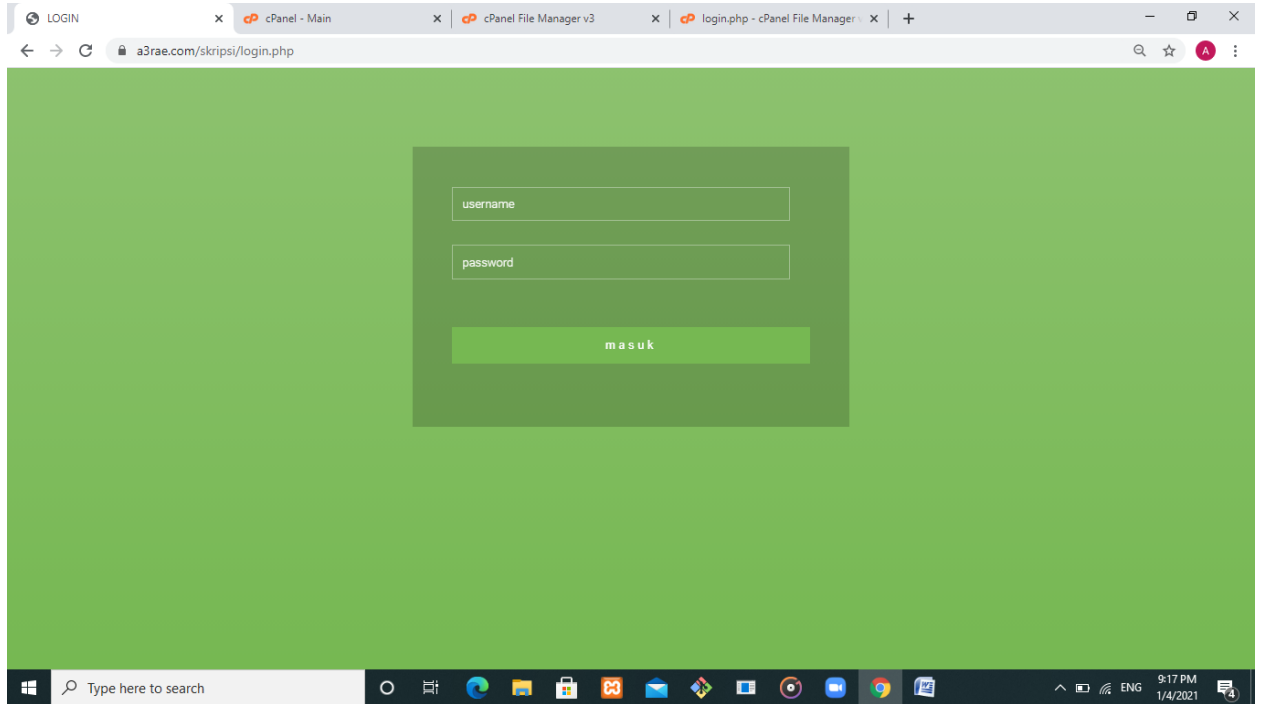 LOGIN
cPanel - Main
cPanel File Manager v3
login.php - cPanel File Manager v
a3rae.com/skripsi/login.php
A
username
password
masuk
Type here to search
ENG
9:17 PM
1/4/2021
4